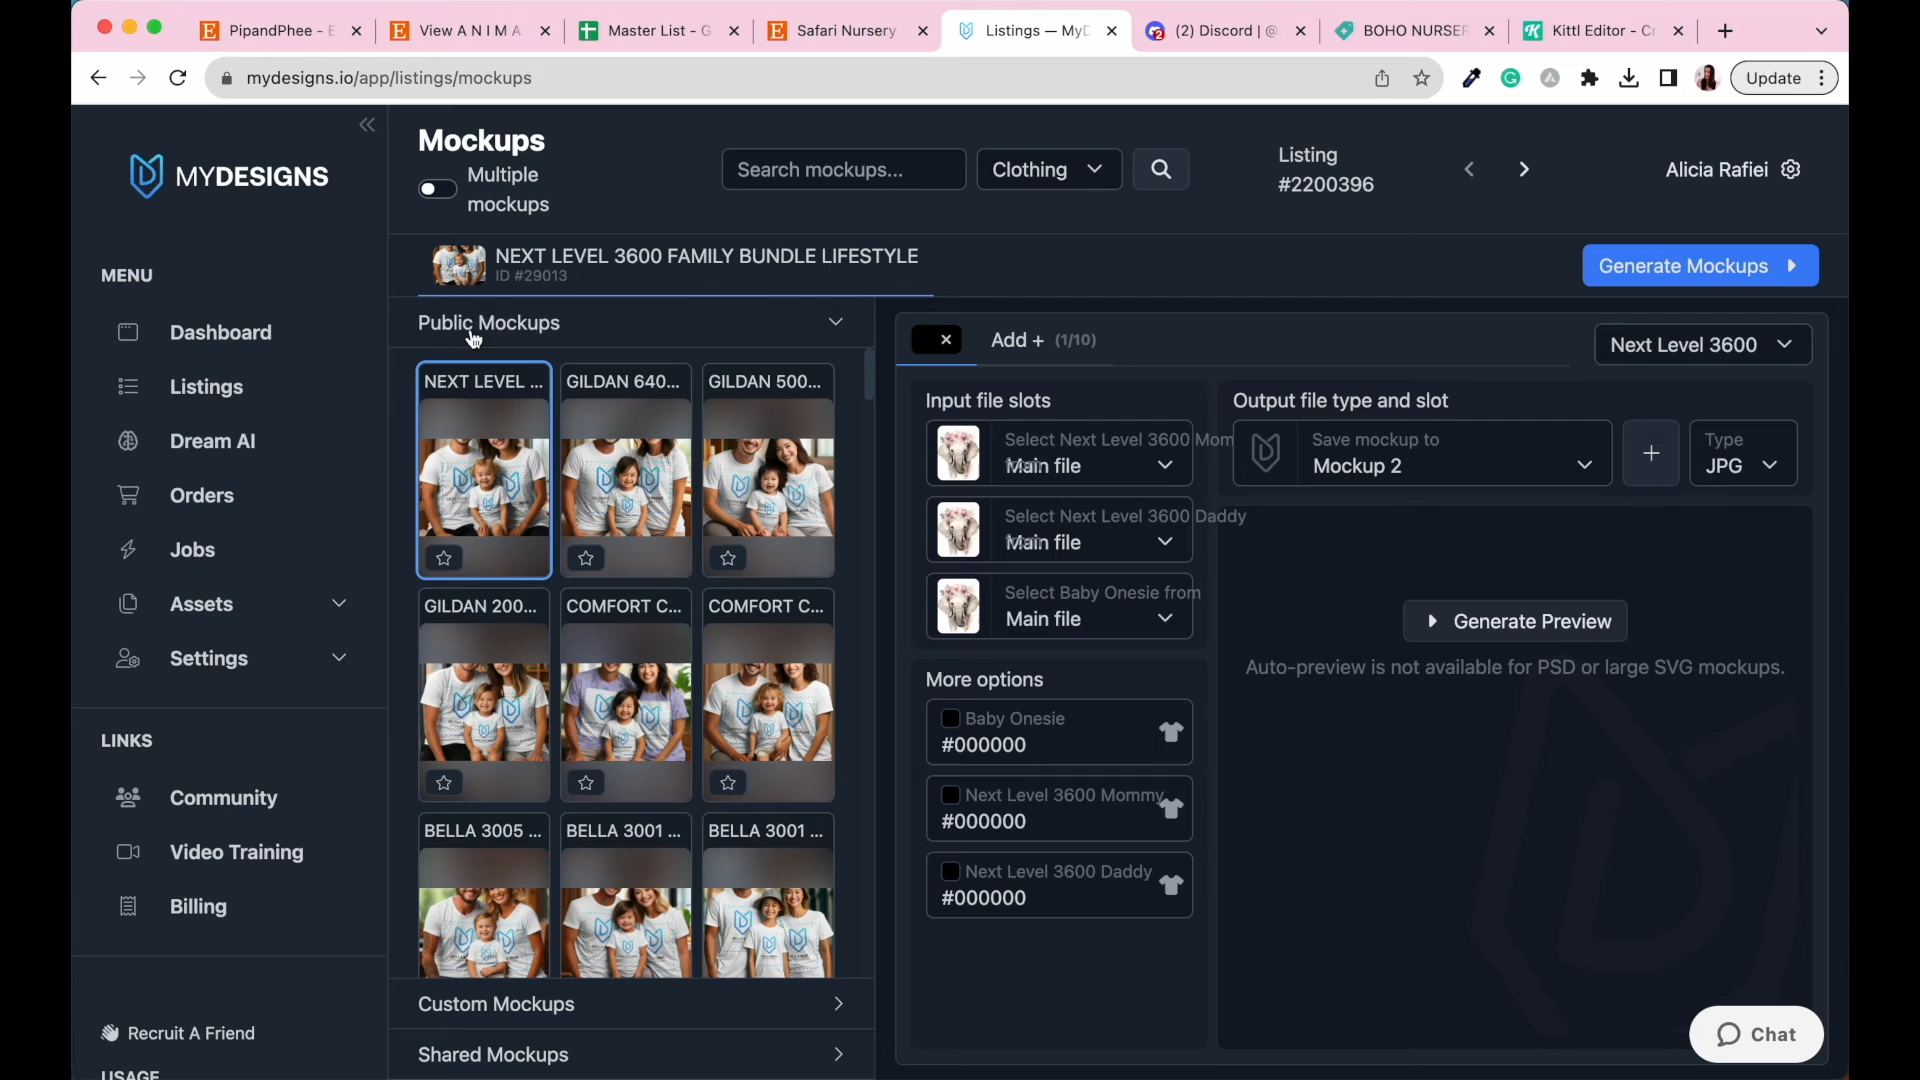 PipandPhee - E
View A N I M A
Master List - G
Safari Nursery
Listings — MyD
(2) Discord | @
BOHO NURSER
Kittl Editor - Cr
mydesigns.io/app/listings/mockups
Update
MYDESIGNS
MENU
Dashboard
Listings
Dream AI
Orders
Jobs
Assets
Settings
LINKS
Community
Video Training
Billing
Recruit A Friend
USAGE
Mockups
Multiple
mockups
Search mockups...
Clothing
Listing
#2200396
Alicia Rafiei
NEXT LEVEL 3600 FAMILY BUNDLE LIFESTYLE
ID #29013
Generate Mockups
Public Mockups
NEXT LEVEL ...
GILDAN 640...
GILDAN 500...
GILDAN 200...
COMFORT C...
COMFORT C...
BELLA 3005 ...
BELLA 3001 ...
BELLA 3001 ...
Custom Mockups
Shared Mockups
Add + (1/10)
Next Level 3600
Input file slots
Select Next Level 3600 Mom
Main file
Select Next Level 3600 Daddy
Main file
Select Baby Onesie from
Main file
More options
Baby Onesie
#000000
Next Level 3600 Mommy
#000000
Next Level 3600 Daddy
#000000
Output file type and slot
Save mockup to
Mockup 2
Type
JPG
Generate Preview
Auto-preview is not available for PSD or large SVG mockups.
Chat